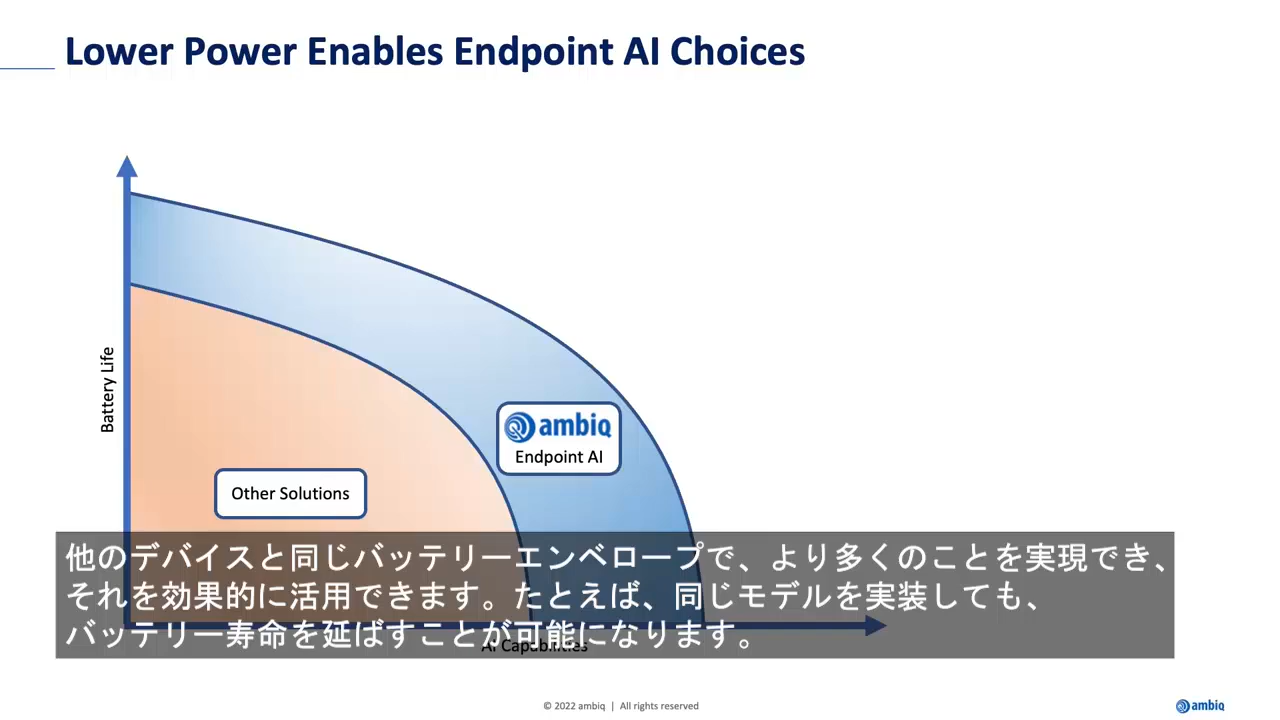 Lower Power Enables Endpoint AI Choices
Battery Life
ambiq
Endpoint AI
Other Solutions
他のデバイスと同じバッテリーエンベロープで、より多くのことを実現でき、
それを効果的に活用できます。たとえば、同じモデルを実装しても、
バッテリー寿命を延ばすことが可能になります。
AI Capabilities
© 2022 ambiq | All rights reserved
ambiq